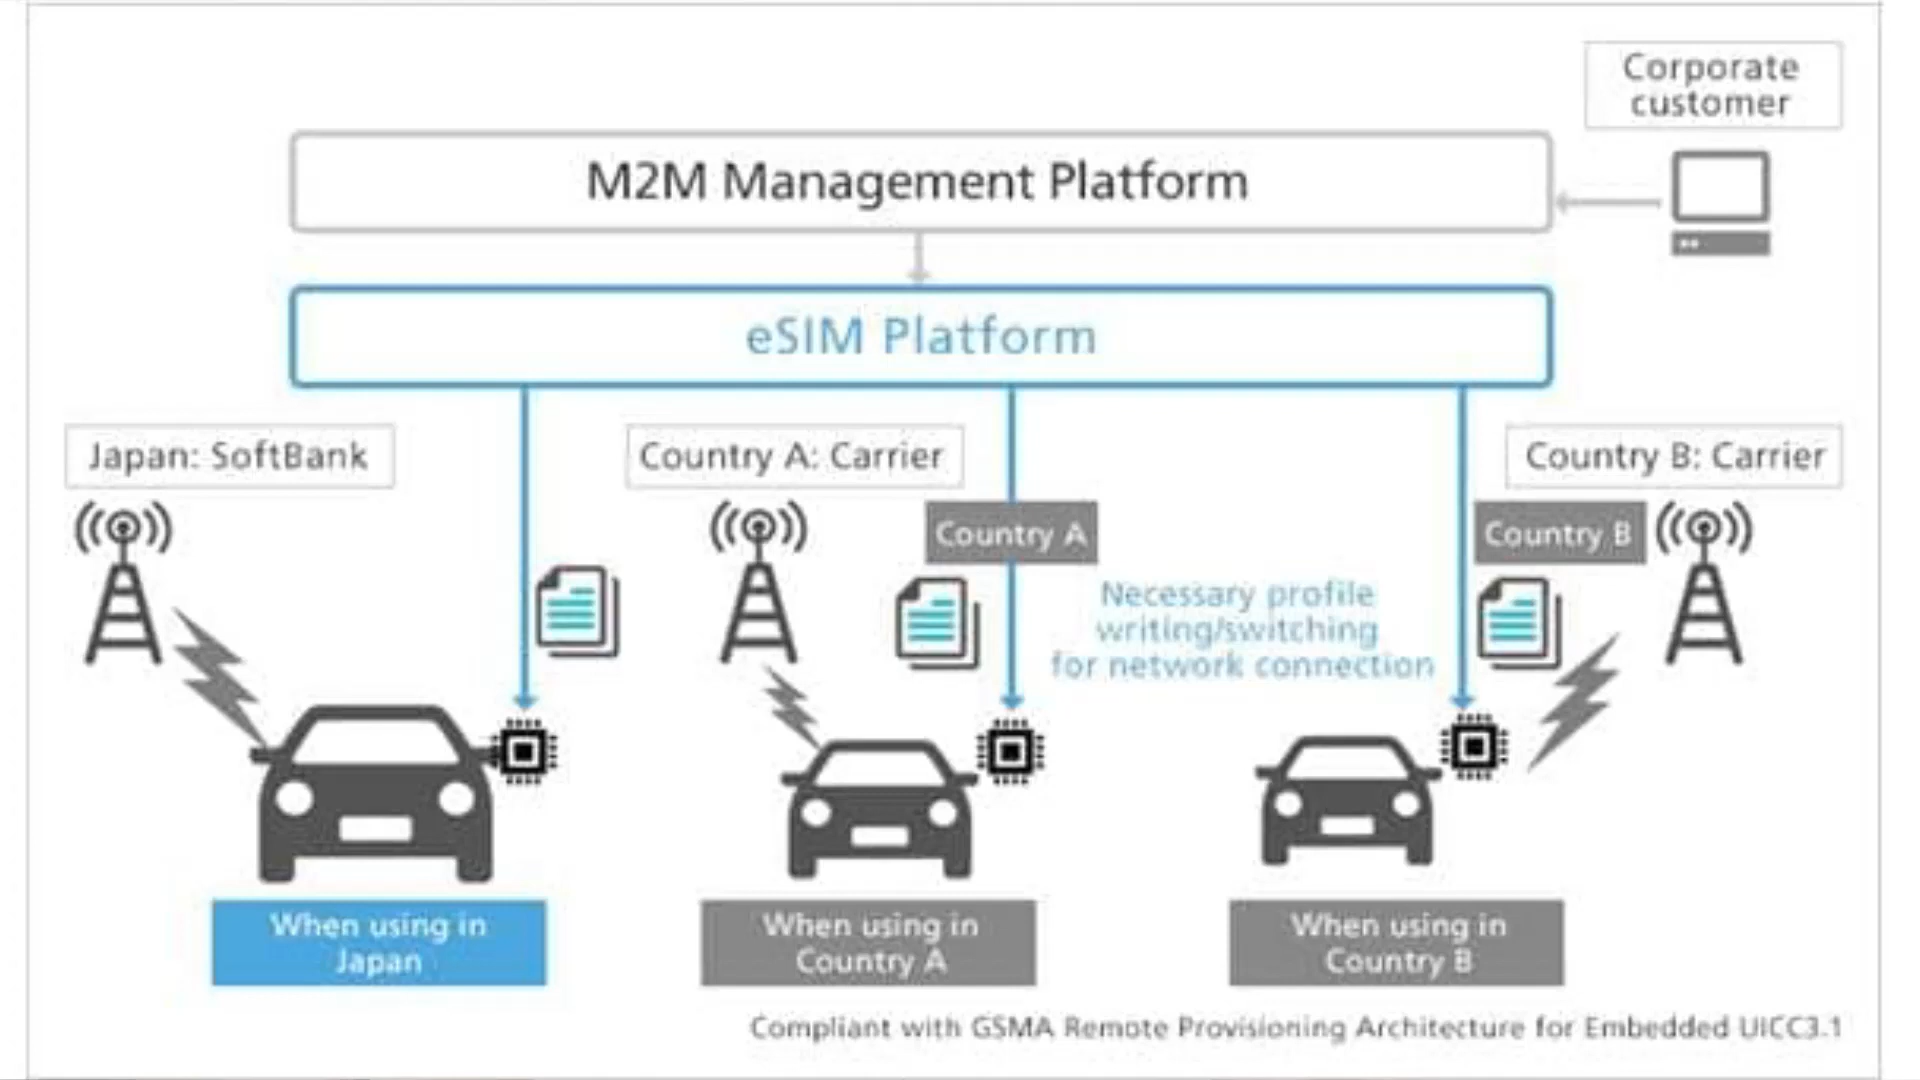 Corporate
customer
M2M Management Platform
eSIM Platform
Japan: SoftBank
Country A: Carrier
Country B: Carrier
Country A
Country B
Necessary profile
writing/switching
for network connection
When using in
Japan
When using in
Country A
When using in
Country B
Compliant with GSMA Remote Provisioning Architecture for Embedded UICC3.1